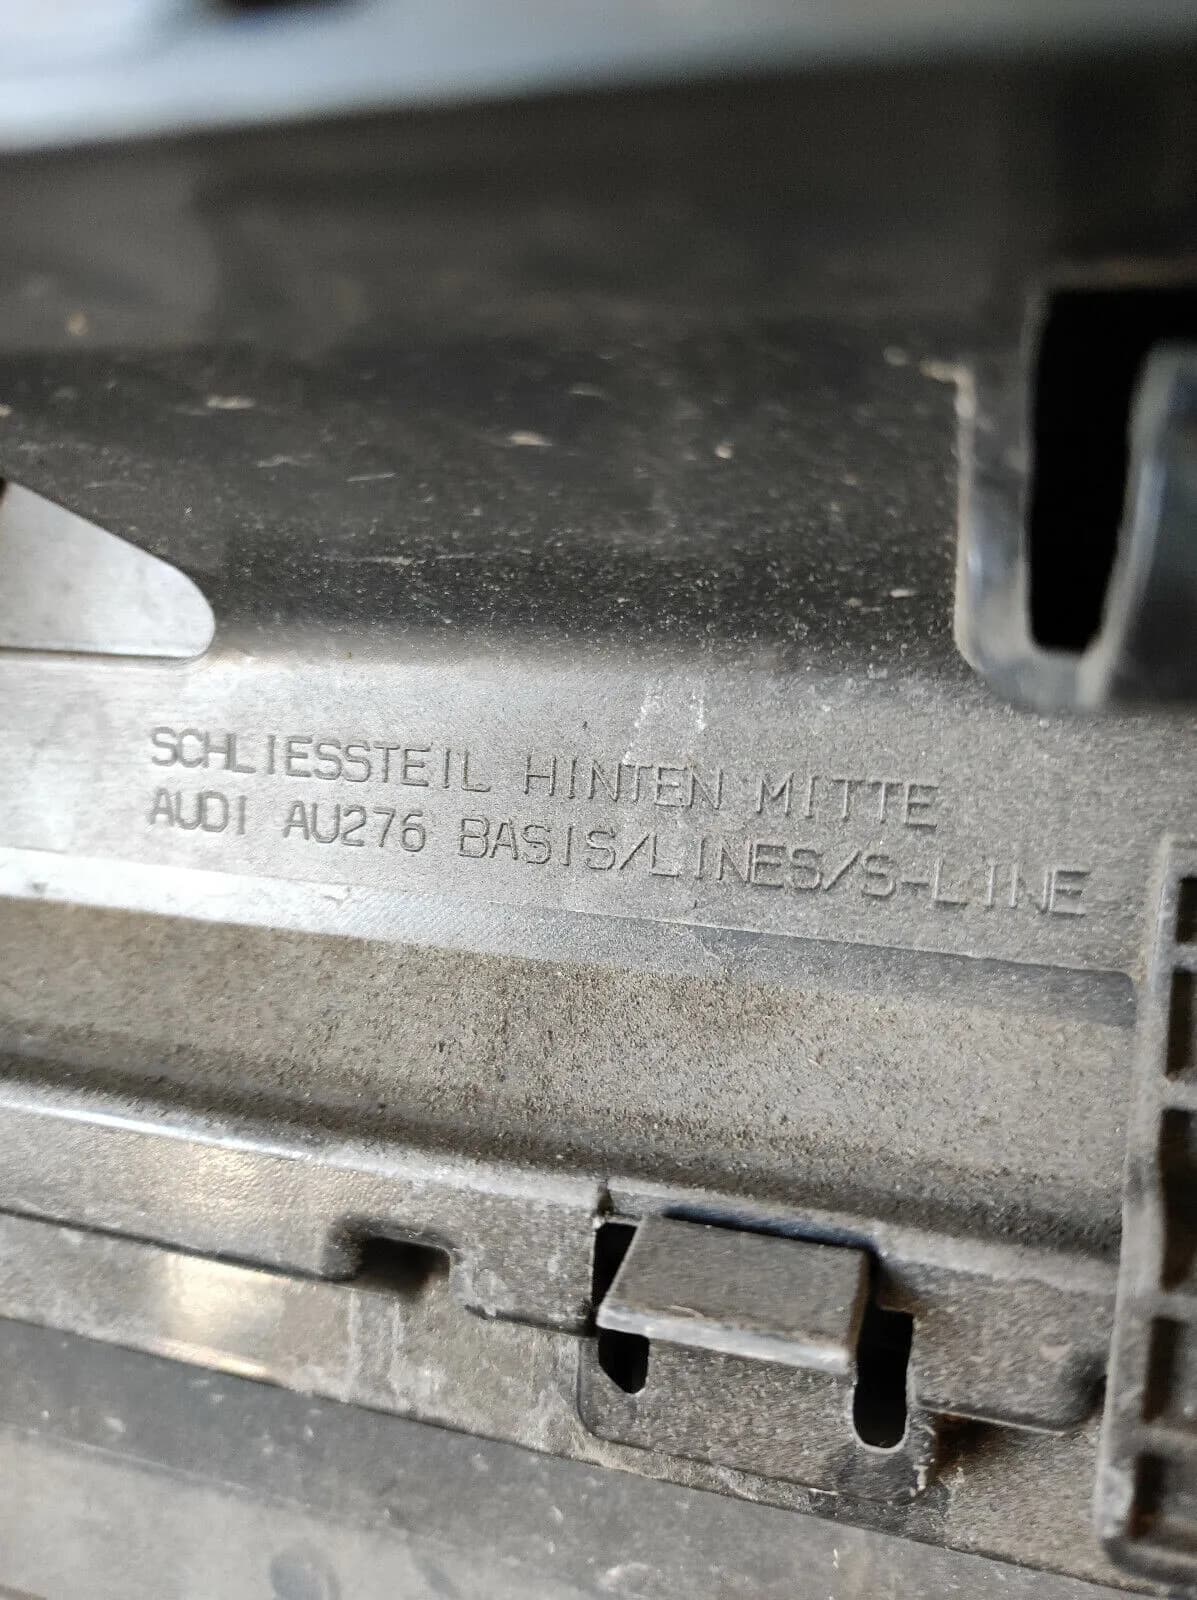 SCHLIESSTEIL HINTEN MITTE
AUDI AU276 BASIS/LINES/S-LINE